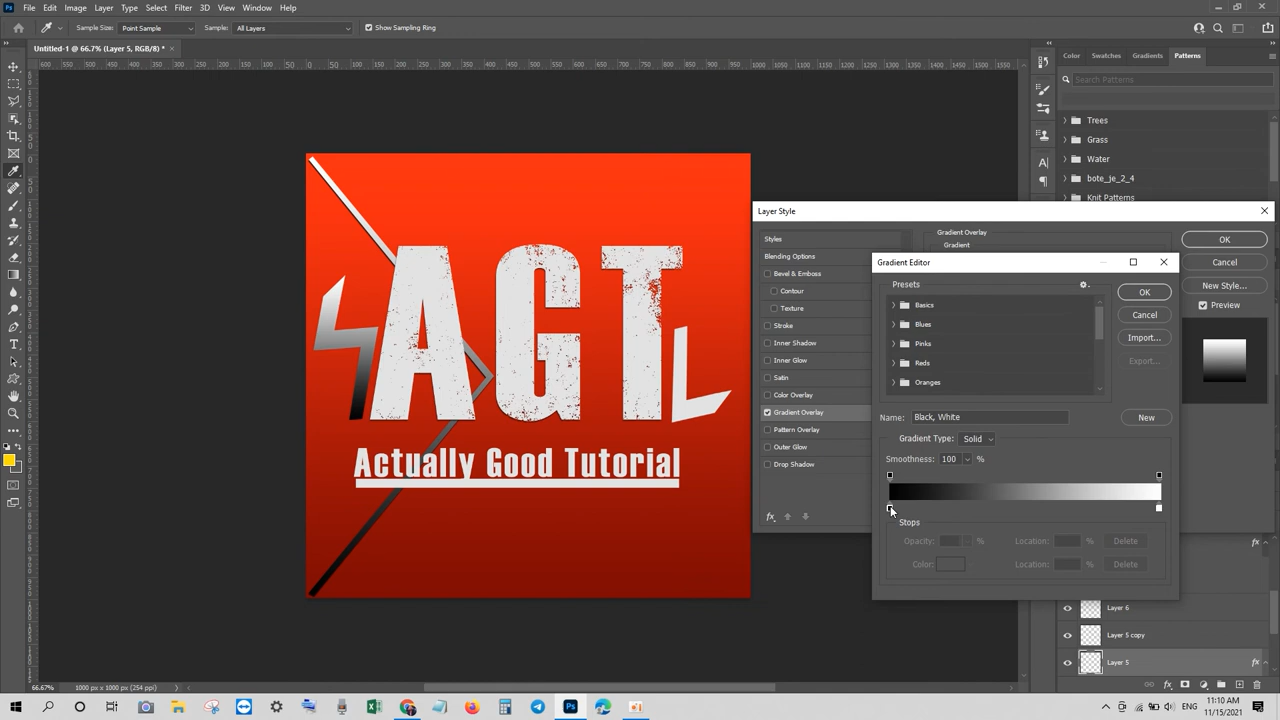 File Edit Image Layer Type Select Filter 3D View Window Help
Sample Size: Point Sample Sample: All Layers Show Sampling Ring
Untitled-1 @ 66.7% (Layer 5, RGB/8) *
Color Swatches Gradients Patterns
Search Patterns
Trees
Grass
Water
bote_je_2_4
Knit Patterns
AGT
Actually Good Tutorial
Layer Style
Styles
Blending Options
Bevel & Emboss
Contour
Texture
Stroke
Inner Shadow
Inner Glow
Satin
Color Overlay
Gradient Overlay
Pattern Overlay
Outer Glow
Drop Shadow
Gradient Overlay
Gradient
OK
Cancel
New Style...
Preview
Gradient Editor
Presets
Basics
Blues
Pinks
Reds
Oranges
OK
Cancel
Import...
Export...
Name: Black, White New
Gradient Type: Solid
Smoothness: 100 %
Stops
Opacity: % Location: % Delete
Color: Location: % Delete
Layer 6
Layer 5 copy
Layer 5 fx
66.67% 1000 px x 1000 px (254 ppi)
11:10 AM
11/15/2021